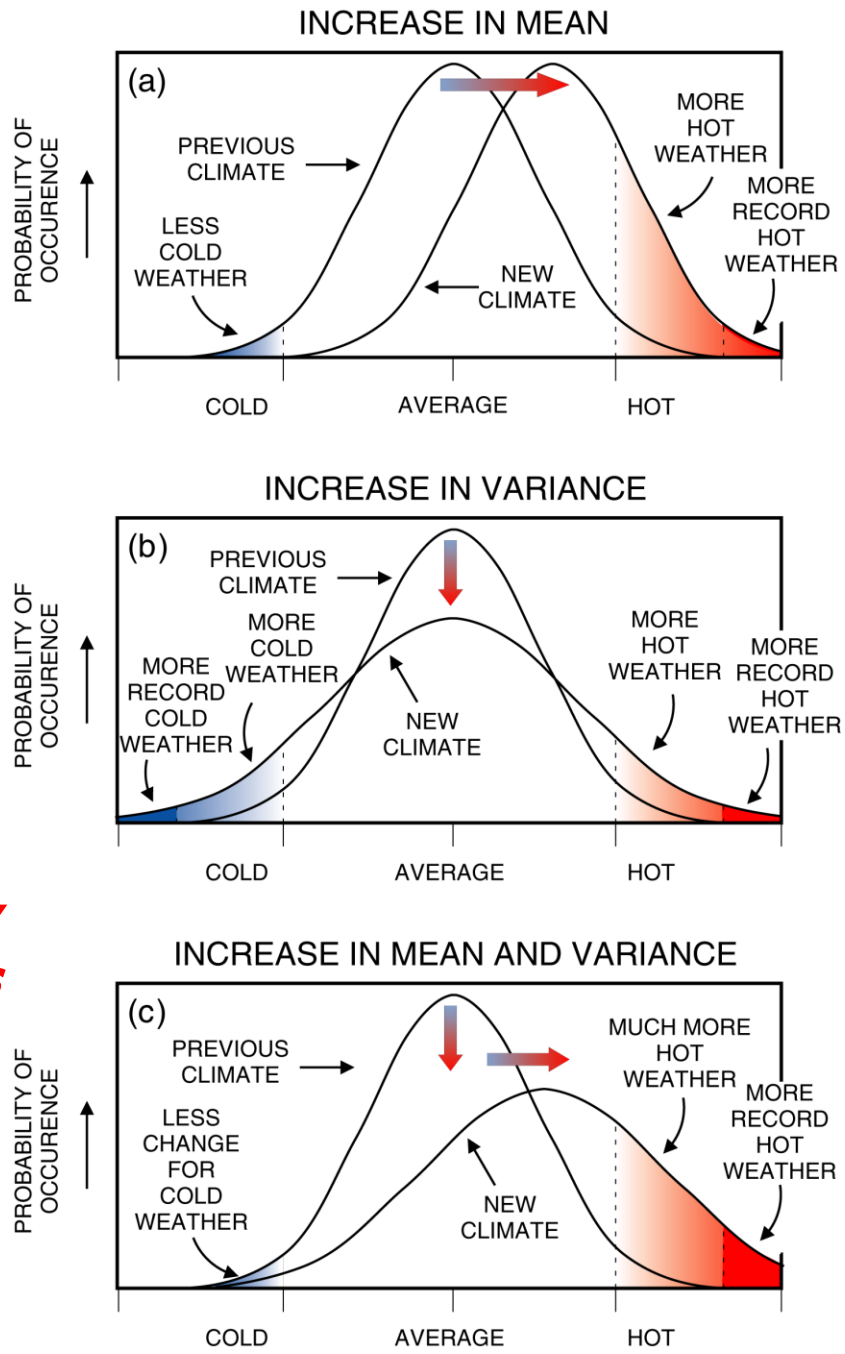 INCREASE IN MEAN
(a)
PROBABILITY OF
OCCURENCE
PREVIOUS
CLIMATE
LESS
COLD
WEATHER
NEW
CLIMATE
MORE
HOT
WEATHER
MORE
RECORD
HOT
WEATHER
COLD
AVERAGE
HOT
INCREASE IN VARIANCE
(b)
PROBABILITY OF
OCCURENCE
PREVIOUS
CLIMATE
MORE
COLD
WEATHER
MORE
RECORD
COLD
WEATHER
NEW
CLIMATE
MORE
HOT
WEATHER
MORE
RECORD
HOT
WEATHER
COLD
AVERAGE
HOT
INCREASE IN MEAN AND VARIANCE
(c)
PROBABILITY OF
OCCURENCE
PREVIOUS
CLIMATE
LESS
CHANGE
FOR
COLD
WEATHER
NEW
CLIMATE
MUCH MORE
HOT
WEATHER
MORE
RECORD
HOT
WEATHER
COLD
AVERAGE
HOT